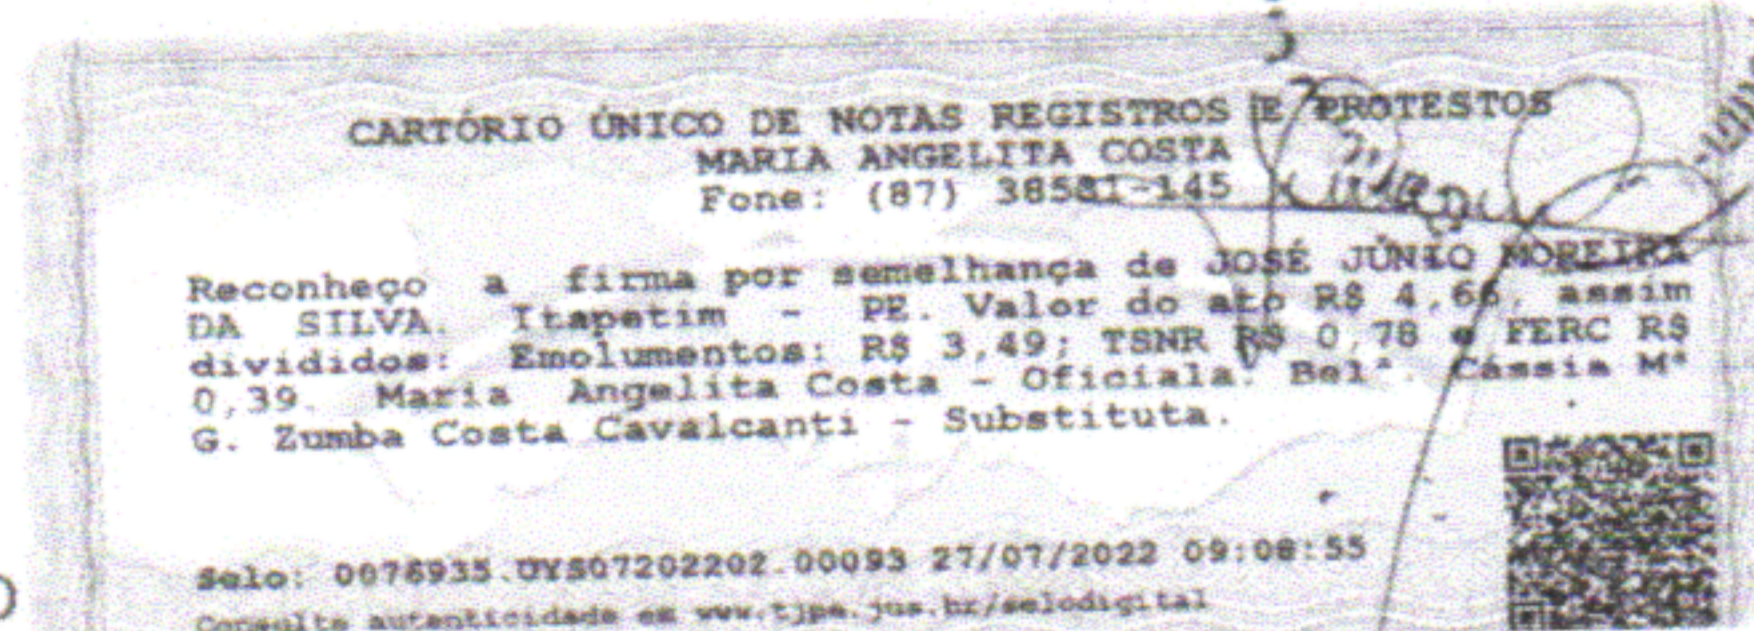 CARTÓRIO ÚNICO DE NOTAS REGISTROS E PROTESTOS
MARIA ANGELITA COSTA
Fone: (87) 38531-145
Reconheço a firma por semelhança de JOSÉ JÚNIO MOREIRA
DA SILVA. Itapetim - PE. Valor do ato R$ 4,66, assim
divididos: Emolumentos: R$ 3,49; TSNR R$ 0,78 e FERC R$
0,39. Maria Angelita Costa - Oficiala. Belª. Cássia Mª
G. Zumba Costa Cavalcanti - Substituta.
Selo: 0076935.UYS07202202.00093 27/07/2022 09:08:55
Consulte autenticidade em www.tjpe.jus.br/selodigital